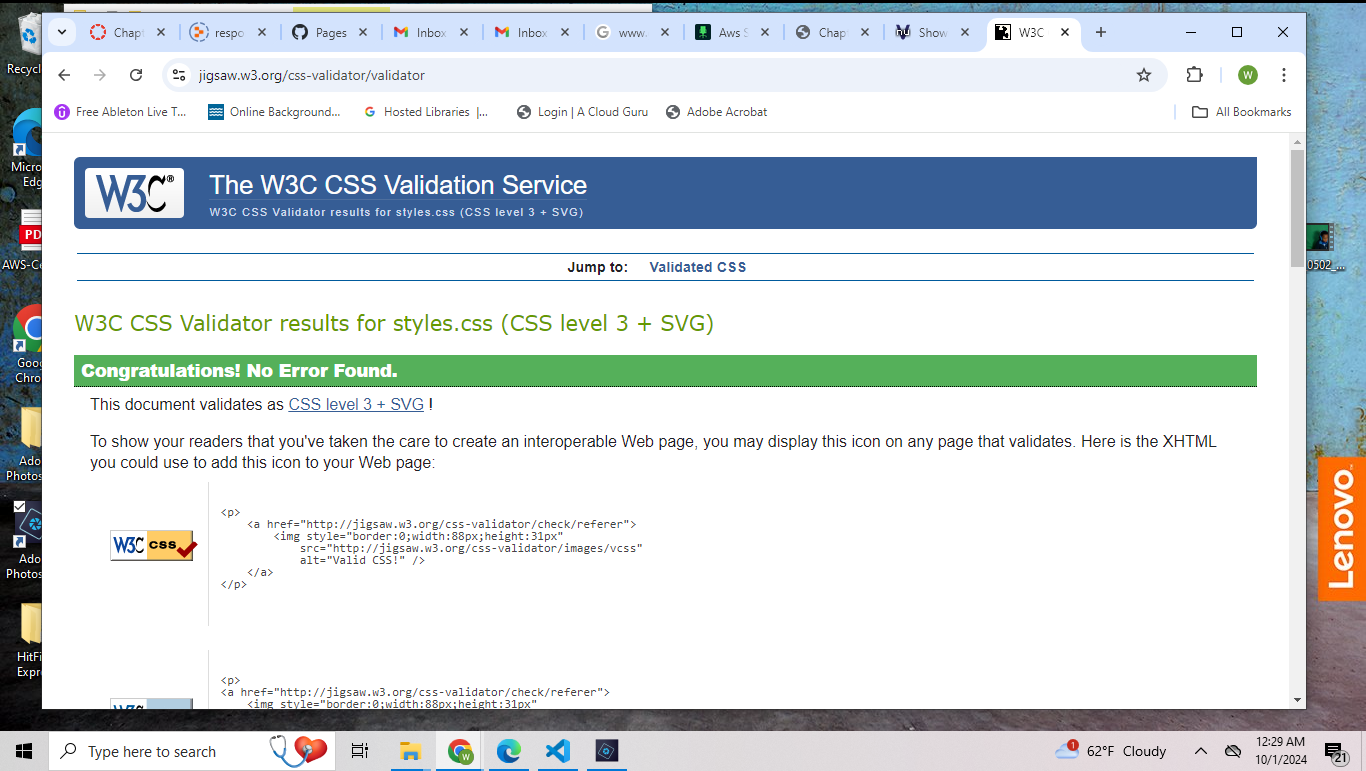 Chap
respo
Pages
Inbox
Inbox
www.
Aws S
Chap
Show
W3C
jigsaw.w3.org/css-validator/validator
W
Free Ableton Live T...
Online Background...
Hosted Libraries |...
Login | A Cloud Guru
Adobe Acrobat
All Bookmarks
W3C®
The W3C CSS Validation Service
W3C CSS Validator results for styles.css (CSS level 3 + SVG)
Jump to: Validated CSS
W3C CSS Validator results for styles.css (CSS level 3 + SVG)
Congratulations! No Error Found.
This document validates as CSS level 3 + SVG !
To show your readers that you've taken the care to create an interoperable Web page, you may display this icon on any page that validates. Here is the XHTML
you could use to add this icon to your Web page:
W3C css
<p>
<a href="http://jigsaw.w3.org/css-validator/check/referer">
<img style="border:0;width:88px;height:31px"
src="http://jigsaw.w3.org/css-validator/images/vcss"
alt="Valid CSS!" />
</a>
</p>
<p>
<a href="http://jigsaw.w3.org/css-validator/check/referer">
<img style="border:0;width:88px;height:31px"
Recycl
Micro
Edg
PD
AWS-C
Goo
Chro
Ado
Photos
Ado
Photos
HitFi
Expr
0502_...
Lenovo
Type here to search
W
1
62°F Cloudy
12:29 AM
10/1/2024
21